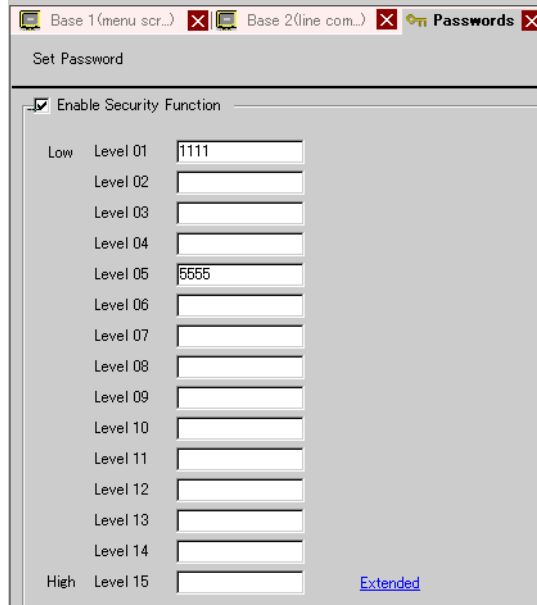 Base 1(menu scr...) Base 2(line com...) Passwords
Set Password
Enable Security Function
Low Level 01 1111
Level 02
Level 03
Level 04
Level 05 5555
Level 06
Level 07
Level 08
Level 09
Level 10
Level 11
Level 12
Level 13
Level 14
High Level 15 Extended